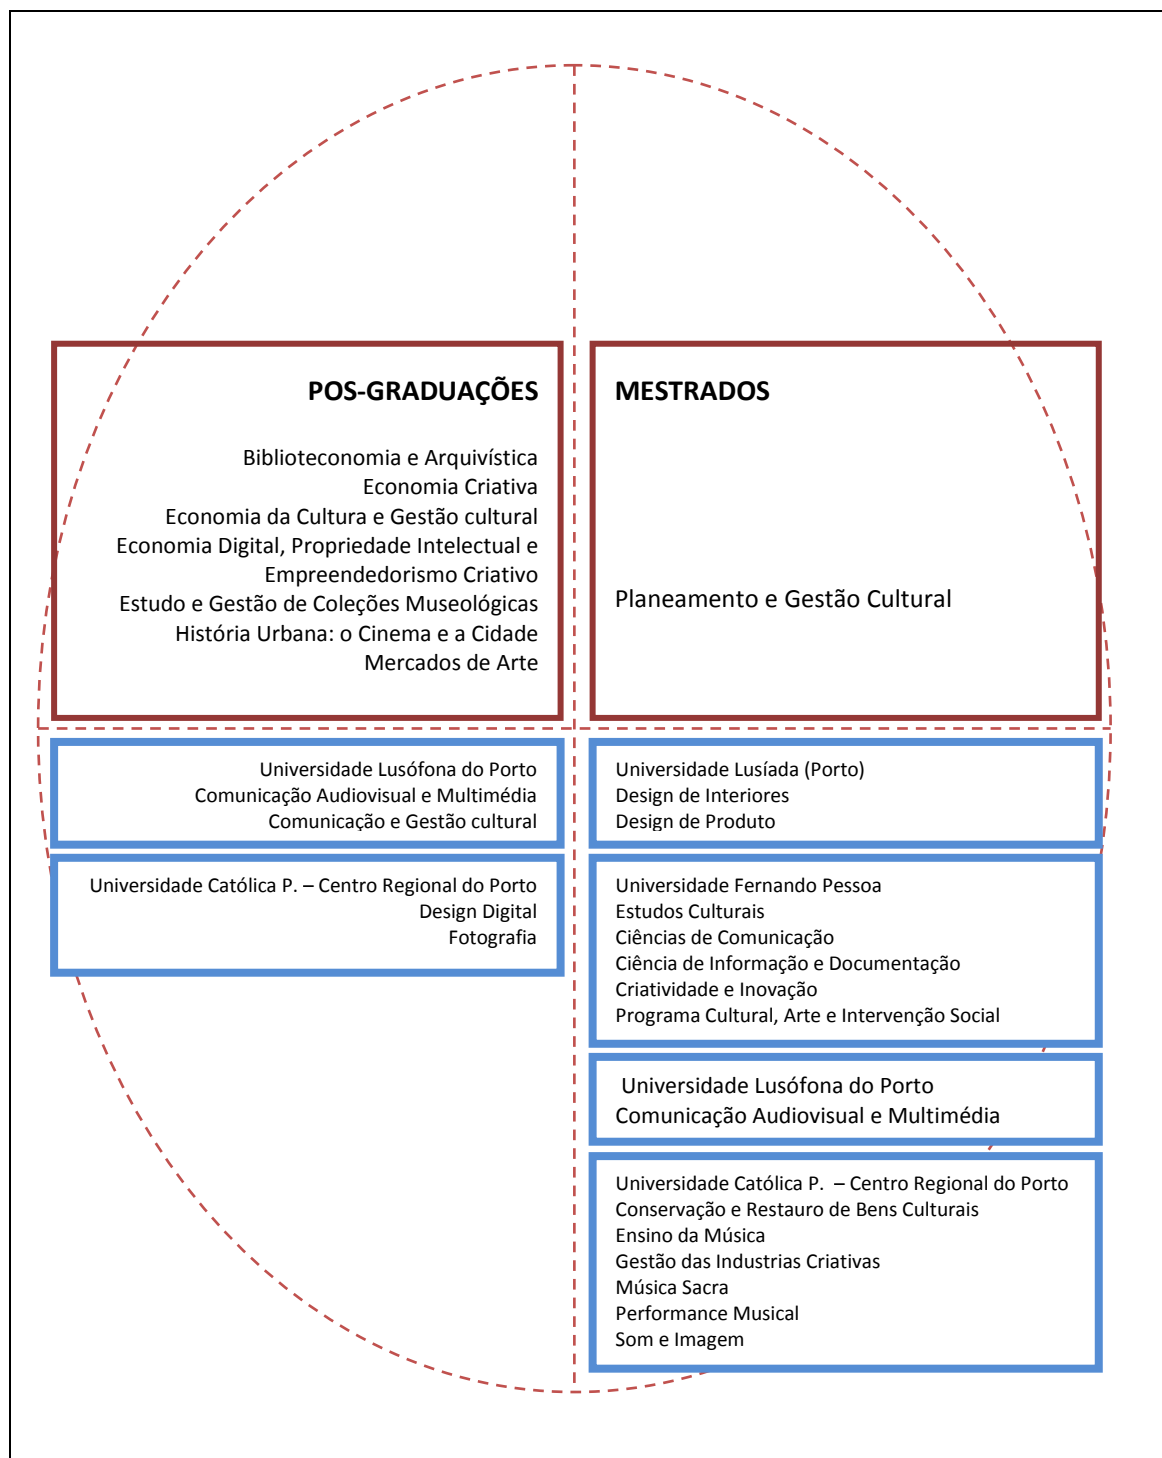 POS-GRADUAÇÕES
Biblioteconomia e Arquivística
Economia Criativa
Economia da Cultura e Gestão cultural
Economia Digital, Propriedade Intelectual e
Empreendedorismo Criativo
Estudo e Gestão de Coleções Museológicas
História Urbana: o Cinema e a Cidade
Mercados de Arte
MESTRADOS
Planeamento e Gestão Cultural
Universidade Lusófona do Porto
Comunicação Audiovisual e Multimédia
Comunicação e Gestão cultural
Universidade Católica P. – Centro Regional do Porto
Design Digital
Fotografia
Universidade Lusíada (Porto)
Design de Interiores
Design de Produto
Universidade Fernando Pessoa
Estudos Culturais
Ciências de Comunicação
Ciência de Informação e Documentação
Criatividade e Inovação
Programa Cultural, Arte e Intervenção Social
Universidade Lusófona do Porto
Comunicação Audiovisual e Multimédia
Universidade Católica P. – Centro Regional do Porto
Conservação e Restauro de Bens Culturais
Ensino da Música
Gestão das Industrias Criativas
Música Sacra
Performance Musical
Som e Imagem